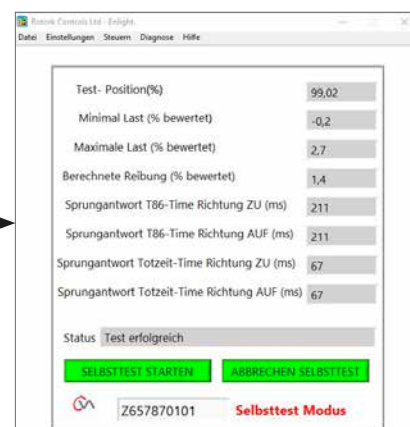 Rotork Controls Ltd - Enlight.
Datei Einstellungen Steuern Diagnose Hilfe
Test- Position(%) 99,02
Minimal Last (% bewertet) -0,2
Maximale Last (% bewertet) 2,7
Berechnete Reibung (% bewertet) 1,4
Sprungantwort T86-Time Richtung ZU (ms) 211
Sprungantwort T86-Time Richtung AUF (ms) 211
Sprungantwort Totzeit-Time Richtung ZU (ms) 67
Sprungantwort Totzeit-Time Richtung AUF (ms) 67
Status Test erfolgreich
SELBSTTEST STARTEN ABBRECHEN SELBSTTEST
Z657870101 Selbsttest Modus